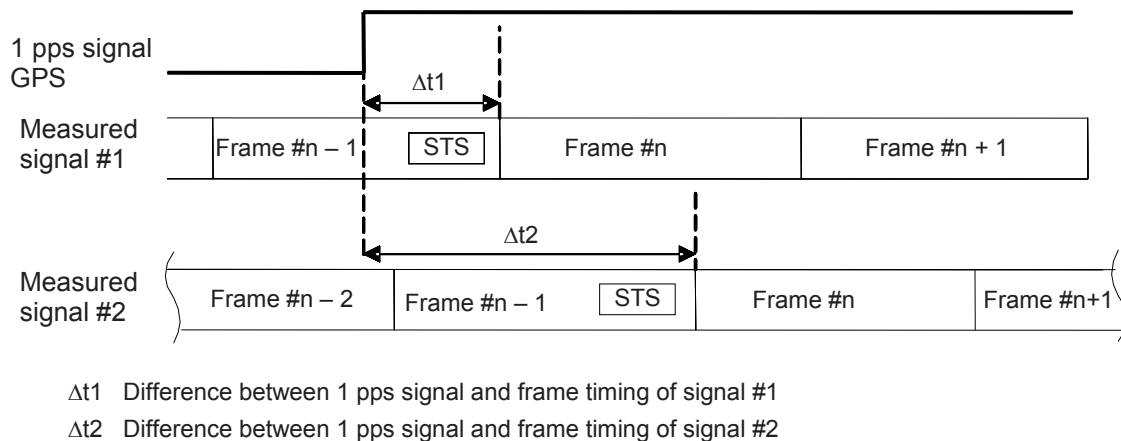 1 pps signal
GPS
Δt1
Measured
signal #1
Frame #n – 1
STS
Frame #n
Frame #n + 1
Δt2
Measured
signal #2
Frame #n – 2
Frame #n – 1
STS
Frame #n
Frame #n+1
Δt1 Difference between 1 pps signal and frame timing of signal #1
Δt2 Difference between 1 pps signal and frame timing of signal #2